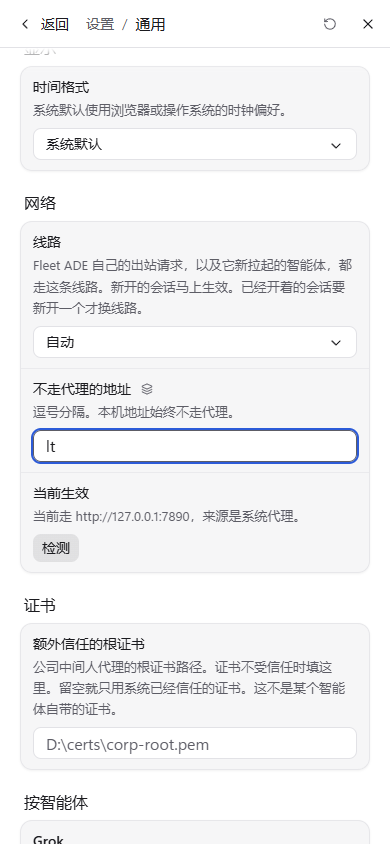 返回 设置 / 通用
显示
时间格式
系统默认使用浏览器或操作系统的时钟偏好。
系统默认
网络
线路
Fleet ADE 自己的出站请求，以及它新拉起的智能体，都
走这条线路。新开的会话马上生效。已经开着的会话要
新开一个才换线路。
自动
不走代理的地址
逗号分隔。本机地址始终不走代理。
lt
当前生效
当前走 http://127.0.0.1:7890，来源是系统代理。
检测
证书
额外信任的根证书
公司中间人代理的根证书路径。证书不受信任时填这
里。留空就只用系统已经信任的证书。这不是某个智能
体自带的证书。
D:\certs\corp-root.pem
按智能体
Grok